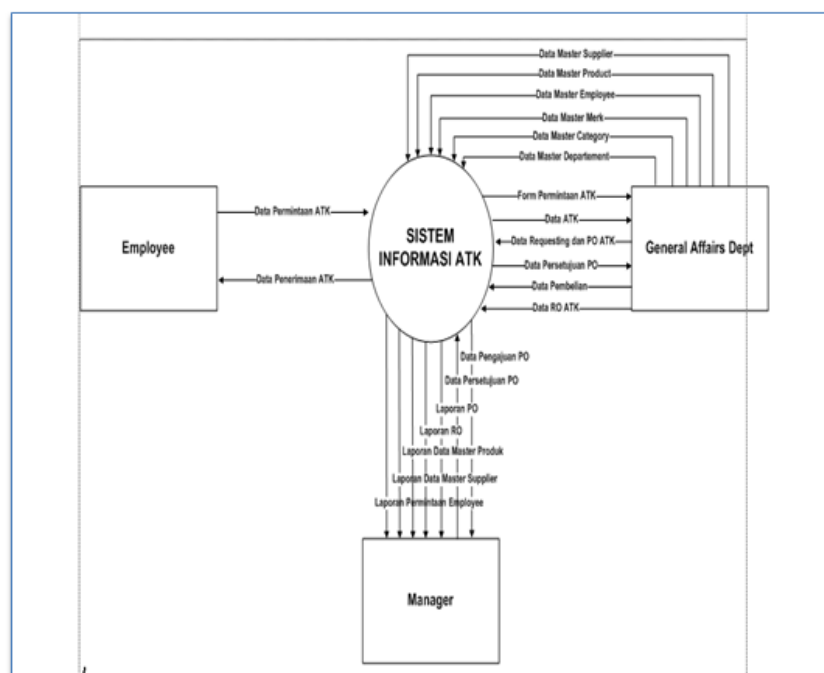 Data Master Supplier
Data Master Product
Data Master Employee
Data Master Merk
Data Master Category
Data Master Departement
Employee
Data Permintaan ATK
Data Penerimaan ATK
SISTEM
INFORMASI ATK
Form Permintaan ATK
Data ATK
Data Requesting dan PO ATK
Data Persetujuan PO
Data Pembelian
Data RO ATK
General Affairs Dept
Data Pengajuan PO
Data Persetujuan PO
Laporan PO
Laporan RO
Laporan Data Master Produk
Laporan Data Master Supplier
Laporan Permintaan Employee
Manager